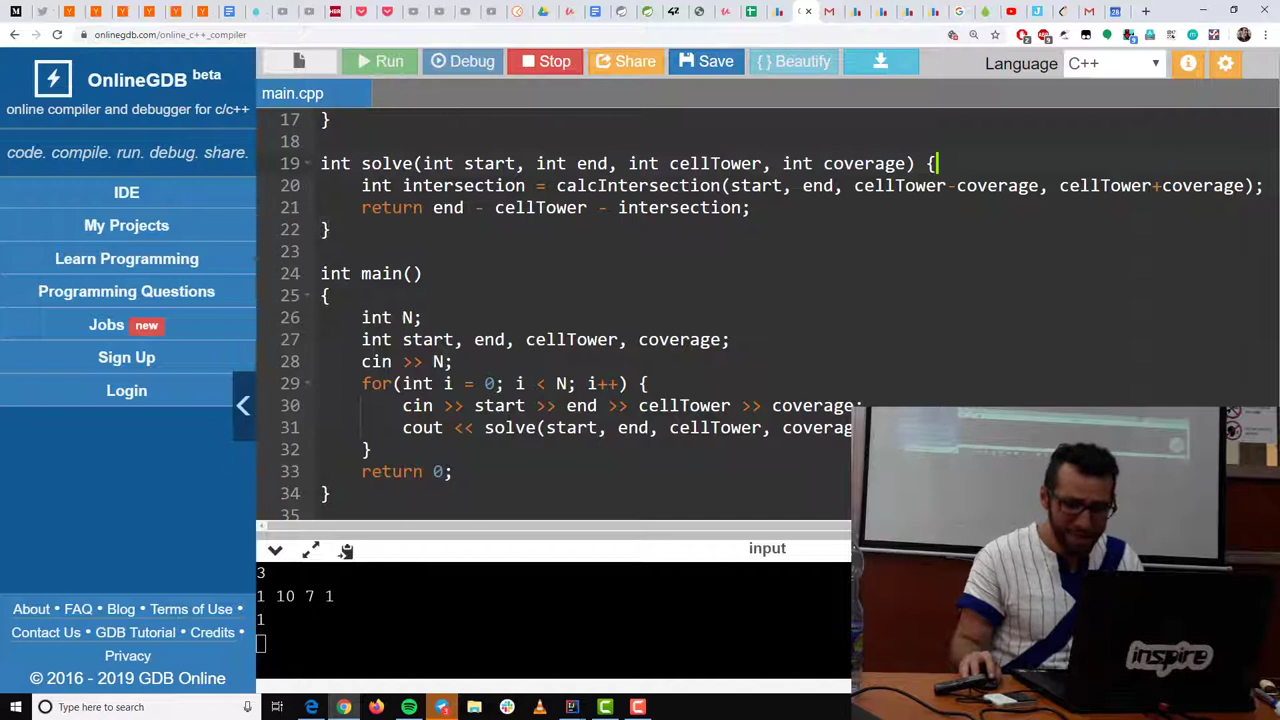 onlinegdb.com/online_c++_compiler
OnlineGDB beta
online compiler and debugger for c/c++
code. compile. run. debug. share.
IDE
My Projects
Learn Programming
Programming Questions
Jobs new
Sign Up
Login
About • FAQ • Blog • Terms of Use •
Contact Us • GDB Tutorial • Credits •
Privacy
© 2016 - 2019 GDB Online
Run
Debug
Stop
Share
Save
{ } Beautify
Language C++
main.cpp
17 }
18
19 int solve(int start, int end, int cellTower, int coverage) {
20 int intersection = calcIntersection(start, end, cellTower-coverage, cellTower+coverage);
21 return end - cellTower - intersection;
22 }
23
24 int main()
25 {
26 int N;
27 int start, end, cellTower, coverage;
28 cin >> N;
29 for(int i = 0; i < N; i++) {
30 cin >> start >> end >> cellTower >> coverage;
31 cout << solve(start, end, cellTower, coverag
32 }
33 return 0;
34 }
35
input
3
1 10 7 1
1
inspire
Type here to search